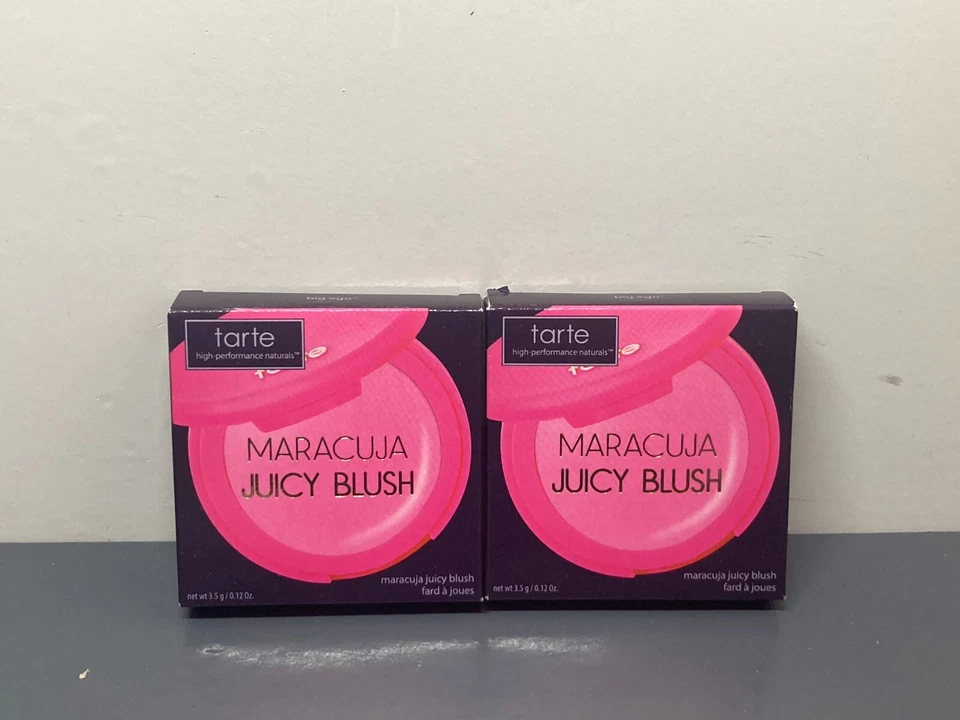 tarte
high-performance naturals™
MARACUJA
JUICY BLUSH
maracuja juicy blush
fard à joues
net wt 3.5 g / 0.12 Oz.
tarte
high-performance naturals™
MARACUJA
JUICY BLUSH
maracuja juicy blush
fard à joues
net wt 3.5 g / 0.12 Oz.